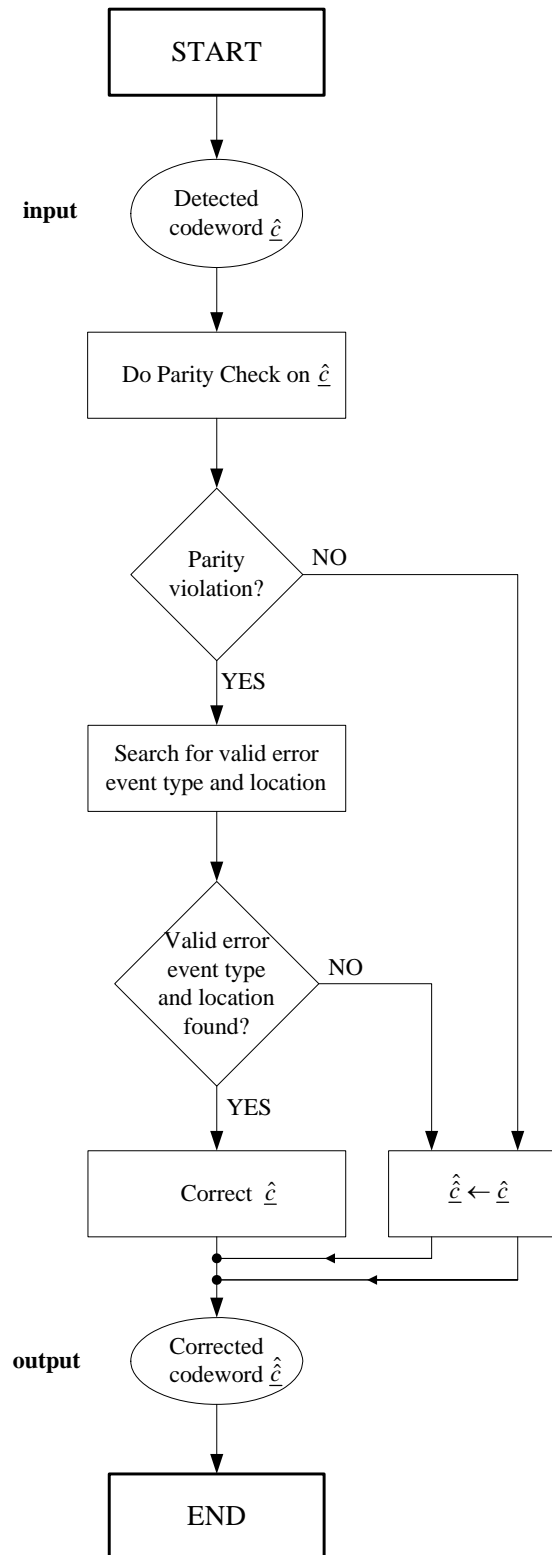 START
input
Detected
codeword ĉ̲
Do Parity Check on ĉ̲
Parity
violation?
NO
YES
Search for valid error
event type and location
Valid error
event type
and location
found?
NO
YES
Correct ĉ̲
ĉ̲̂ ← ĉ̲
output
Corrected
codeword ĉ̲̂
END